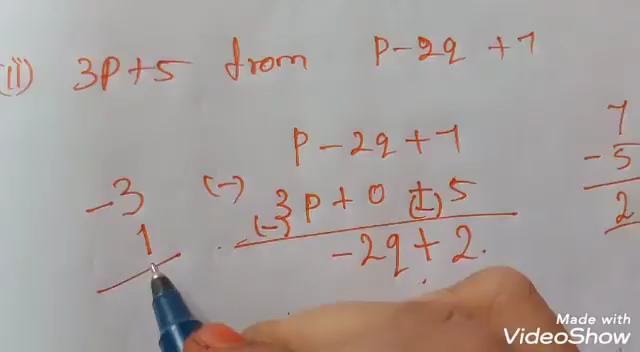 (ii) 3p+5 from p-2q +7
p-2q+7
(-) 3p+0 (±) 5
(-)
-2q+2.
-3
1
7
-5
2
Made with
VideoShow